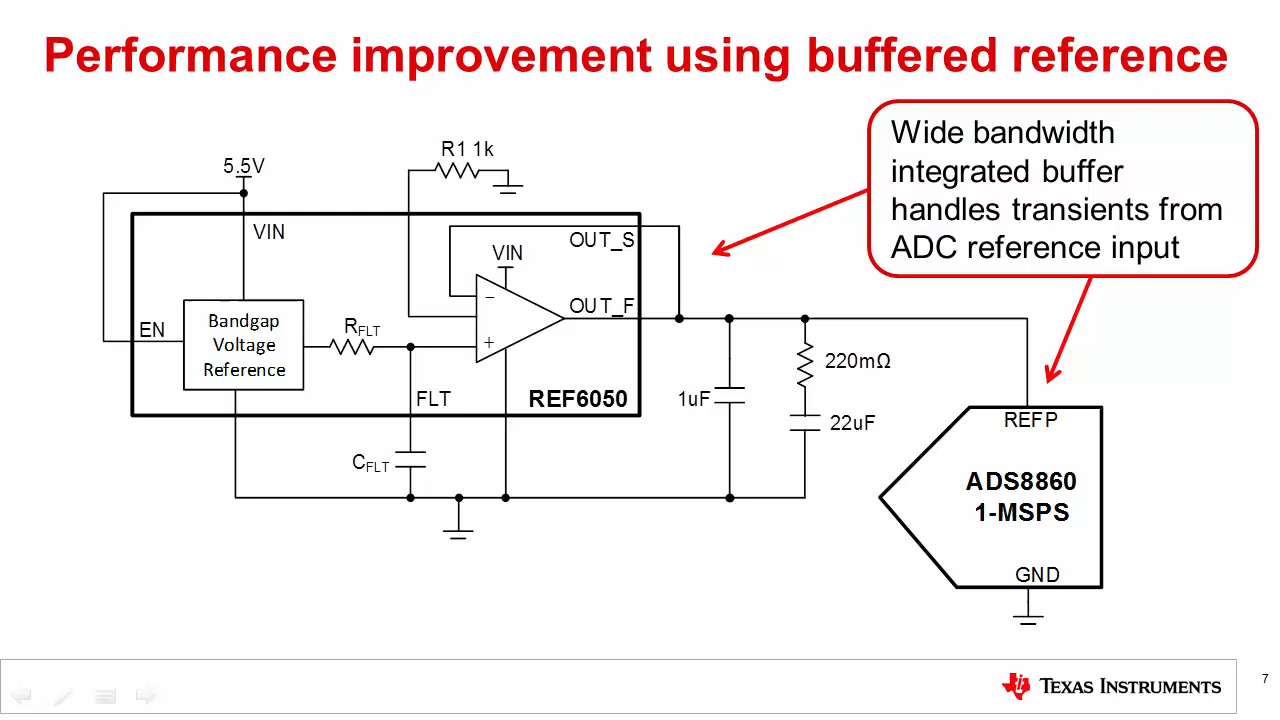 Performance improvement using buffered reference
Wide bandwidth
integrated buffer
handles transients from
ADC reference input
R1 1k
5.5V
VIN
OUT_S
VIN
OUT_F
EN
Bandgap
Voltage
Reference
RFLT
−
+
FLT
REF6050
220mΩ
1uF
22uF
CFLT
REFP
ADS8860
1-MSPS
GND
TEXAS INSTRUMENTS
7